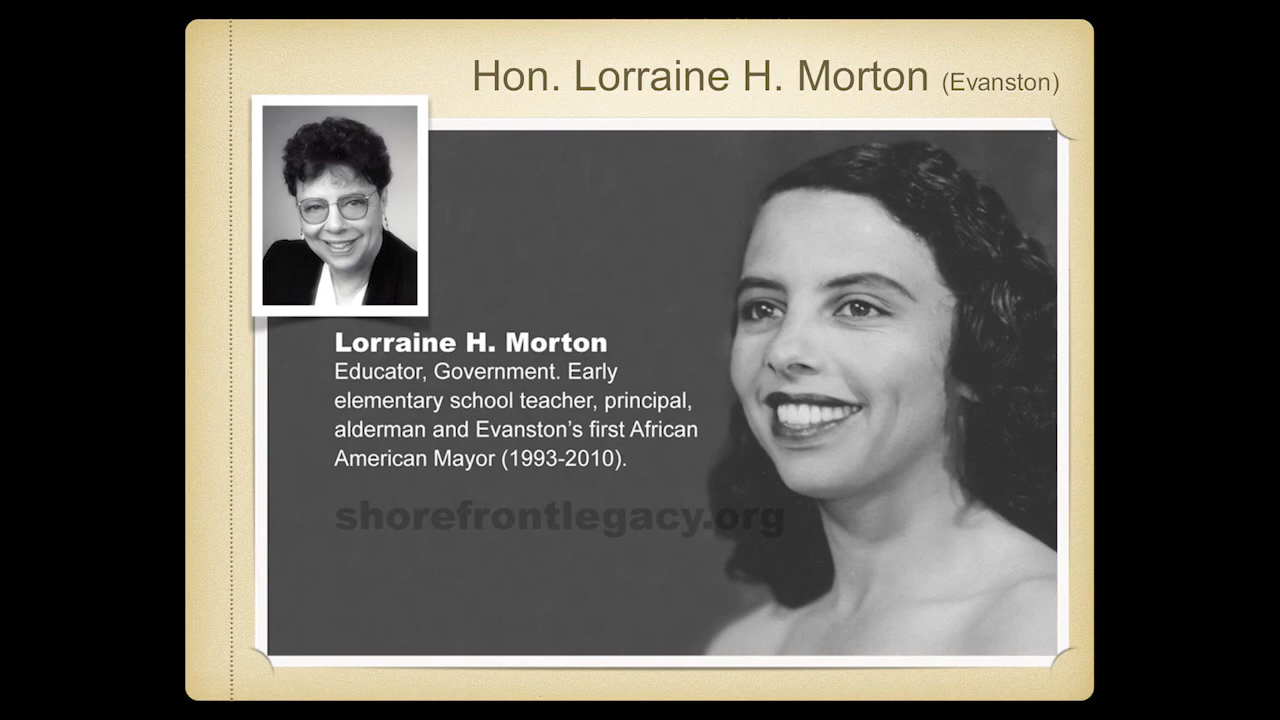 Hon. Lorraine H. Morton (Evanston)
Lorraine H. Morton
Educator, Government. Early
elementary school teacher, principal,
alderman and Evanston’s first African
American Mayor (1993-2010).
shorefrontlegacy.org